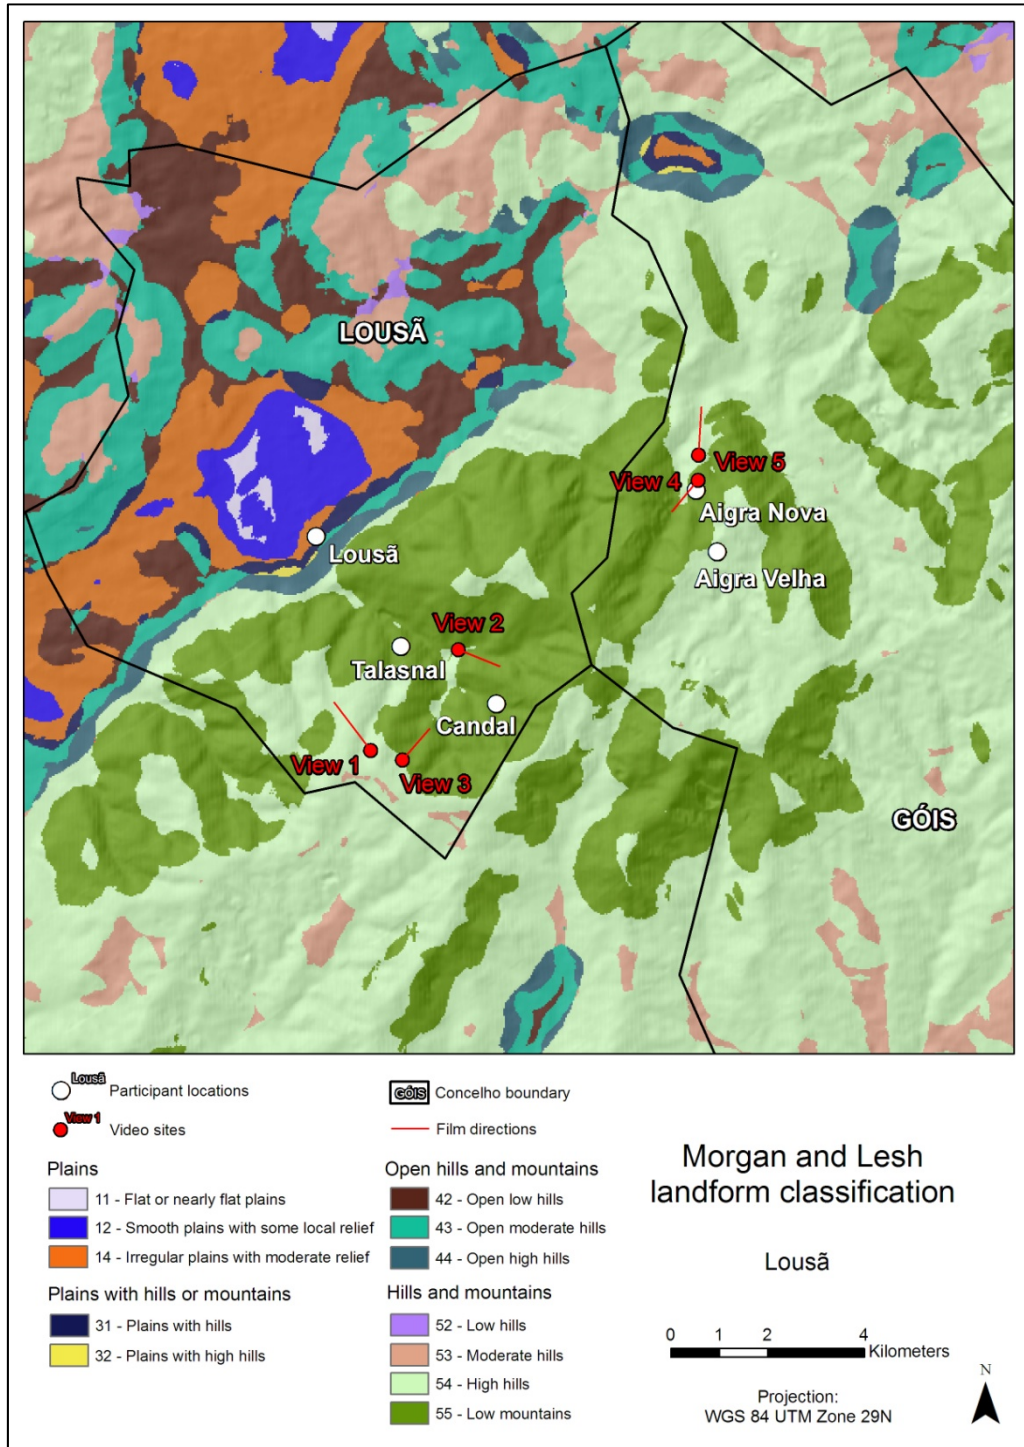 LOUSÃ
View 5
View 4
Aigra Nova
Lousã
Aigra Velha
View 2
Talasnal
Candal
View 1
View 3
GÓIS
Lousã
Participant locations
View 1
Video sites
GÓIS
Concelho boundary
Film directions
Plains
11 - Flat or nearly flat plains
12 - Smooth plains with some local relief
14 - Irregular plains with moderate relief
Plains with hills or mountains
31 - Plains with hills
32 - Plains with high hills
Open hills and mountains
42 - Open low hills
43 - Open moderate hills
44 - Open high hills
Hills and mountains
52 - Low hills
53 - Moderate hills
54 - High hills
55 - Low mountains
Morgan and Lesh
landform classification
Lousã
0 1 2 4
Kilometers
N
Projection:
WGS 84 UTM Zone 29N